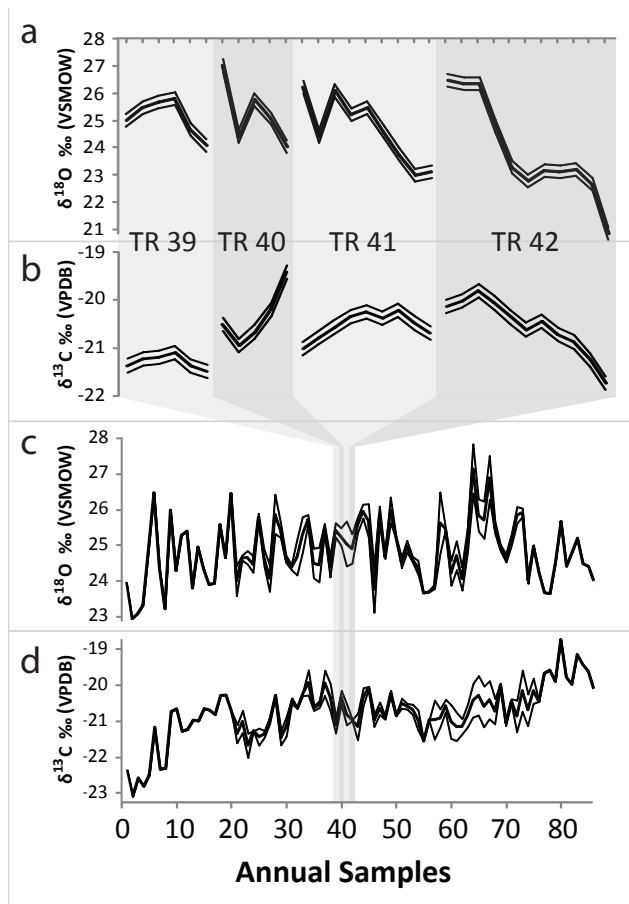 a
28
27
26
25
24
23
22
21
δ¹⁸O ‰ (VSMOW)
TR 39 TR 40 TR 41 TR 42
b
-19
-20
-21
-22
δ¹³C ‰ (VPDB)
c
28
27
26
25
24
23
δ¹⁸O ‰ (VSMOW)
d
-19
-20
-21
-22
-23
δ¹³C ‰ (VPDB)
0 10 20 30 40 50 60 70 80
Annual Samples